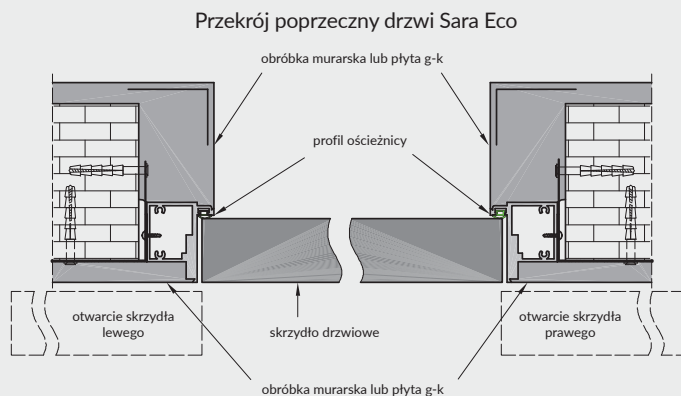 Przekrój poprzeczny drzwi Sara Eco
obróbka murarska lub płyta g-k
profil ościeżnicy
otwarcie skrzydła
lewego
skrzydło drzwiowe
otwarcie skrzydła
prawego
obróbka murarska lub płyta g-k